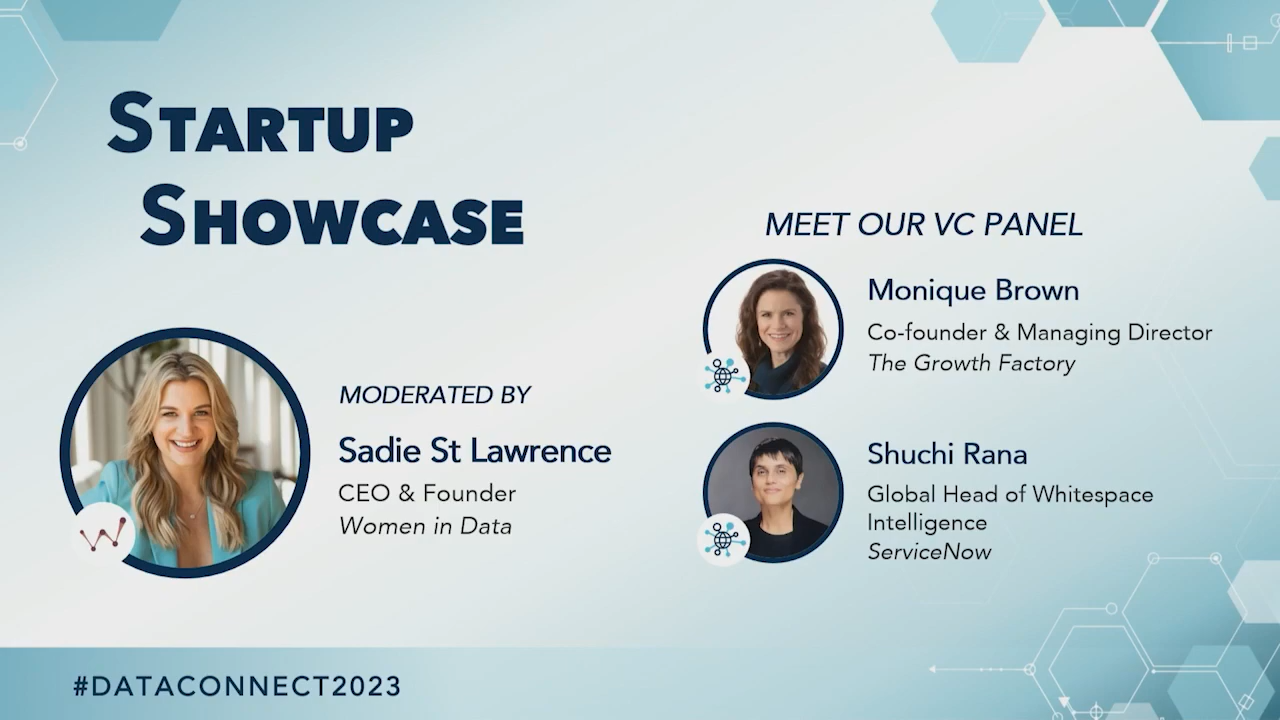 STARTUP
SHOWCASE
MODERATED BY
Sadie St Lawrence
CEO & Founder
Women in Data
MEET OUR VC PANEL
Monique Brown
Co-founder & Managing Director
The Growth Factory
Shuchi Rana
Global Head of Whitespace
Intelligence
ServiceNow
#DATACONNECT2023